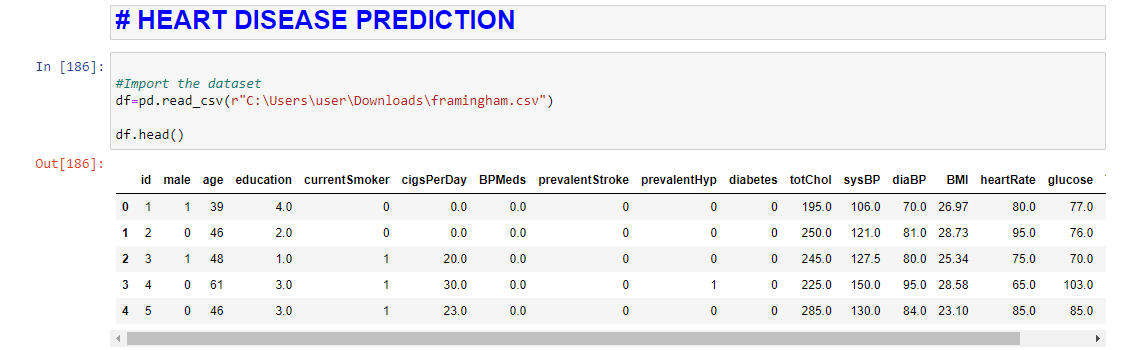 # HEART DISEASE PREDICTION
In [186]:
#Import the dataset
df=pd.read_csv(r"C:\Users\user\Downloads\framingham.csv")
df.head()
Out[186]:
id male age education currentSmoker cigsPerDay BPMeds prevalentStroke prevalentHyp diabetes totChol sysBP diaBP BMI heartRate glucose
0 1 1 39 4.0 0 0.0 0.0 0 0 0 195.0 106.0 70.0 26.97 80.0 77.0
1 2 0 46 2.0 0 0.0 0.0 0 0 0 250.0 121.0 81.0 28.73 95.0 76.0
2 3 1 48 1.0 1 20.0 0.0 0 0 0 245.0 127.5 80.0 25.34 75.0 70.0
3 4 0 61 3.0 1 30.0 0.0 0 1 0 225.0 150.0 95.0 28.58 65.0 103.0
4 5 0 46 3.0 1 23.0 0.0 0 0 0 285.0 130.0 84.0 23.10 85.0 85.0